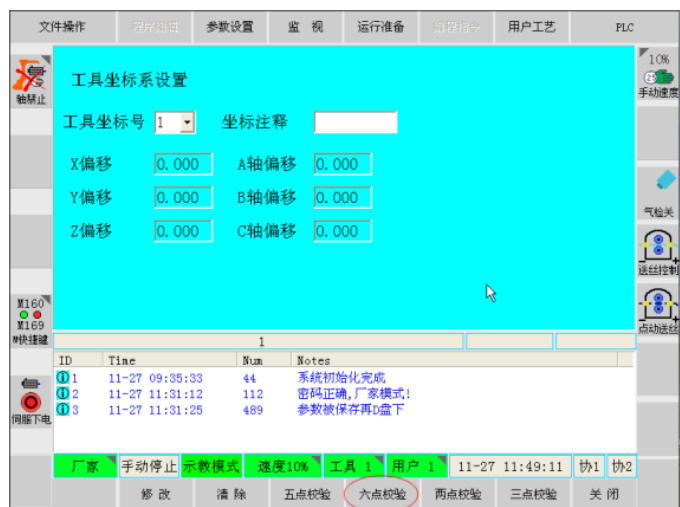 文件操作 程序编辑 参数设置 监 视 运行准备 编程指令 用户工艺 PLC
轴禁止
10%
手动速度
工具坐标系设置
工具坐标号 1 坐标注释
X偏移 0.000 A轴偏移 0.000
Y偏移 0.000 B轴偏移 0.000
Z偏移 0.000 C轴偏移 0.000
气检关
送丝控制
M160
M169
M快捷键
点动送丝
1
ID Time Num Notes
1 11-27 09:35:33 44 系统初始化完成
2 11-27 11:31:12 112 密码正确,厂家模式!
3 11-27 11:31:25 489 参数被保存再D盘下
伺服下电
厂家 手动停止 示教模式 速度10% 工具 1 用户 1 11-27 11:49:11 协1 协2
修 改 清 除 五点校验 六点校验 两点校验 三点校验 关 闭